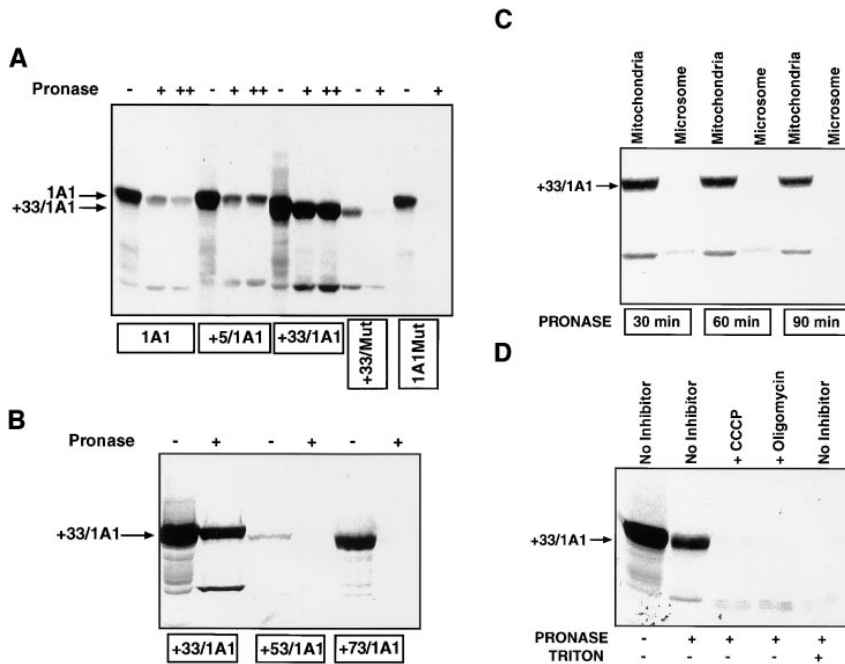 A
Pronase - + ++ - + ++ - + ++ - + - +
1A1
+33/1A1
1A1 +5/1A1 +33/1A1 +33/Mut 1A1Mut
B
Pronase - + - + - +
+33/1A1
+33/1A1 +53/1A1 +73/1A1
C
Mitochondria Microsome Mitochondria Microsome Mitochondria Microsome
+33/1A1
PRONASE 30 min 60 min 90 min
D
No Inhibitor No Inhibitor + CCCP + Oligomycin No Inhibitor
+33/1A1
PRONASE - + + + +
TRITON - - - - +